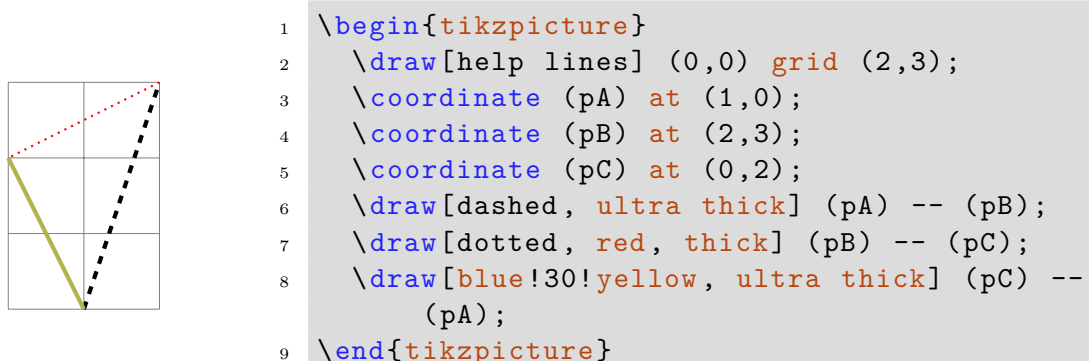 1 \begin{tikzpicture}
2 \draw[help lines] (0,0) grid (2,3);
3 \coordinate (pA) at (1,0);
4 \coordinate (pB) at (2,3);
5 \coordinate (pC) at (0,2);
6 \draw[dashed, ultra thick] (pA) -- (pB);
7 \draw[dotted, red, thick] (pB) -- (pC);
8 \draw[blue!30!yellow, ultra thick] (pC) --
(pA);
9 \end{tikzpicture}